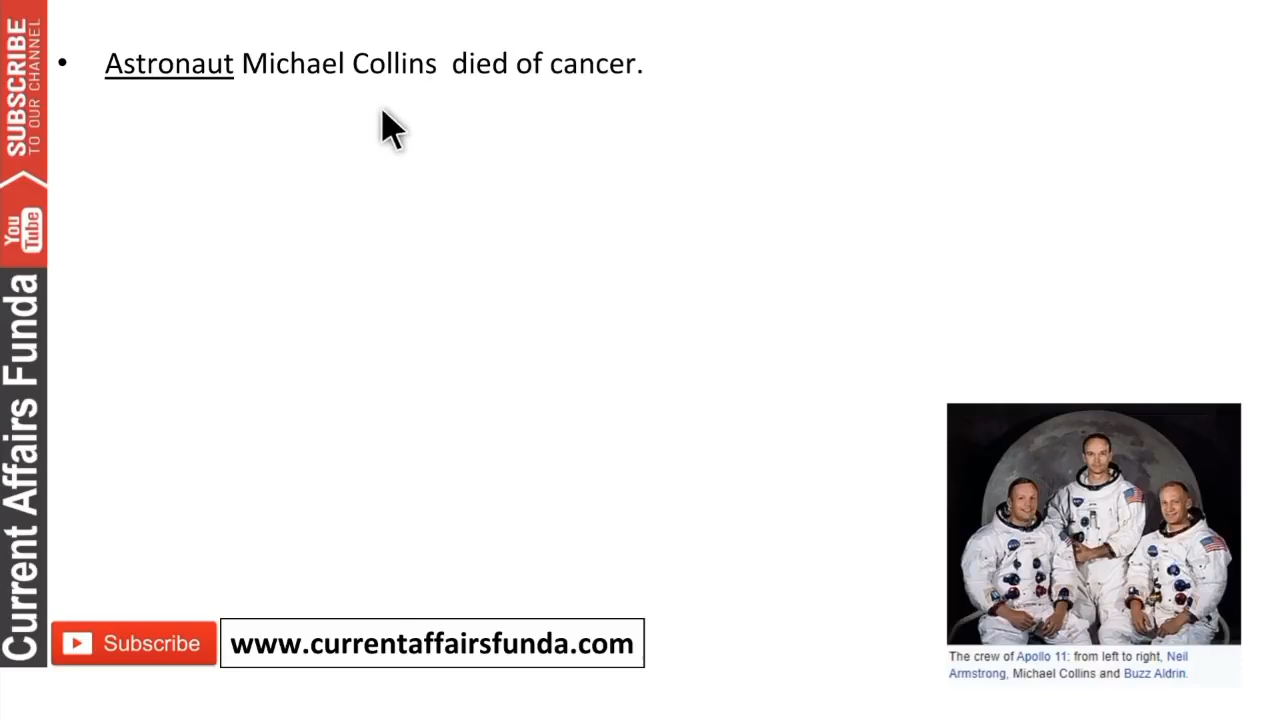 • Astronaut Michael Collins died of cancer.
SUBSCRIBE
TO OUR CHANNEL
You
Tube
Current Affairs Funda
Subscribe
www.currentaffairsfunda.com
The crew of Apollo 11: from left to right, Neil
Armstrong, Michael Collins and Buzz Aldrin.